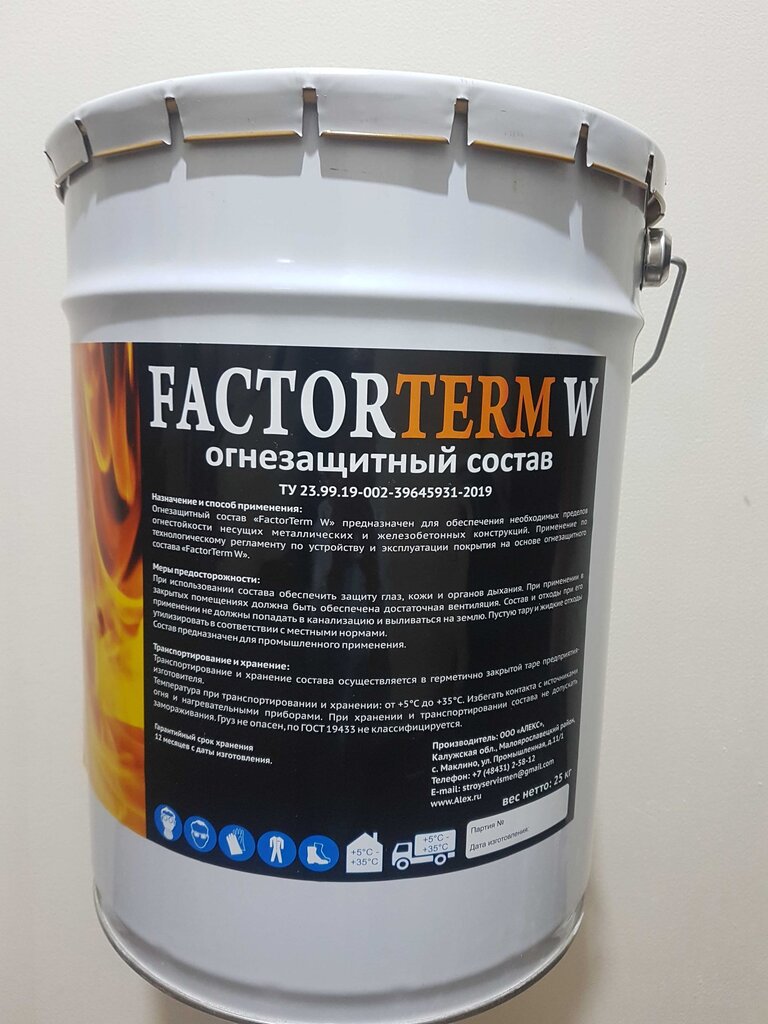 FACTORTERM W
огнезащитный состав
ТУ 23.99.19-002-39645931-2019
Назначение и способ применения:
Огнезащитный состав «FactorTerm W» предназначен для обеспечения необходимых пределов
огнестойкости несущих металлических и железобетонных конструкций. Применение по
технологическому регламенту по устройству и эксплуатации покрытия на основе огнезащитного
состава «FactorTerm W».
Меры предосторожности:
При использовании состава обеспечить защиту глаз, кожи и органов дыхания. При применении в
закрытых помещениях должна быть обеспечена достаточная вентиляция. Состав и отходы при его
применении не должны попадать в канализацию и выливаться на землю. Пустую тару и жидкие отходы
утилизировать в соответствии с местными нормами.
Состав предназначен для промышленного применения.
Транспортирование и хранение:
Транспортирование и хранение состава осуществляется в герметично закрытой таре предприятия-
изготовителя.
Температура при транспортировании и хранении: от +5°С до +35°С. Избегать контакта с источниками
огня и нагревательными приборами. При хранении и транспортировании состава не допускать
замораживания. Груз не опасен, по ГОСТ 19433 не классифицируется.
Гарантийный срок хранения
12 месяцев с даты изготовления.
Производитель: ООО «АЛЕКС»,
Калужская обл., Малоярославецкий район,
с. Маклино, ул. Промышленная, д.11/1
Телефон: +7 (48431) 2-58-12
E-mail: stroyservismen@gmail.com
www.Alex.ru
вес нетто: 25 кг
+5°C -
+35°C
+5°C -
+35°C
Партия №
Дата изготовления: